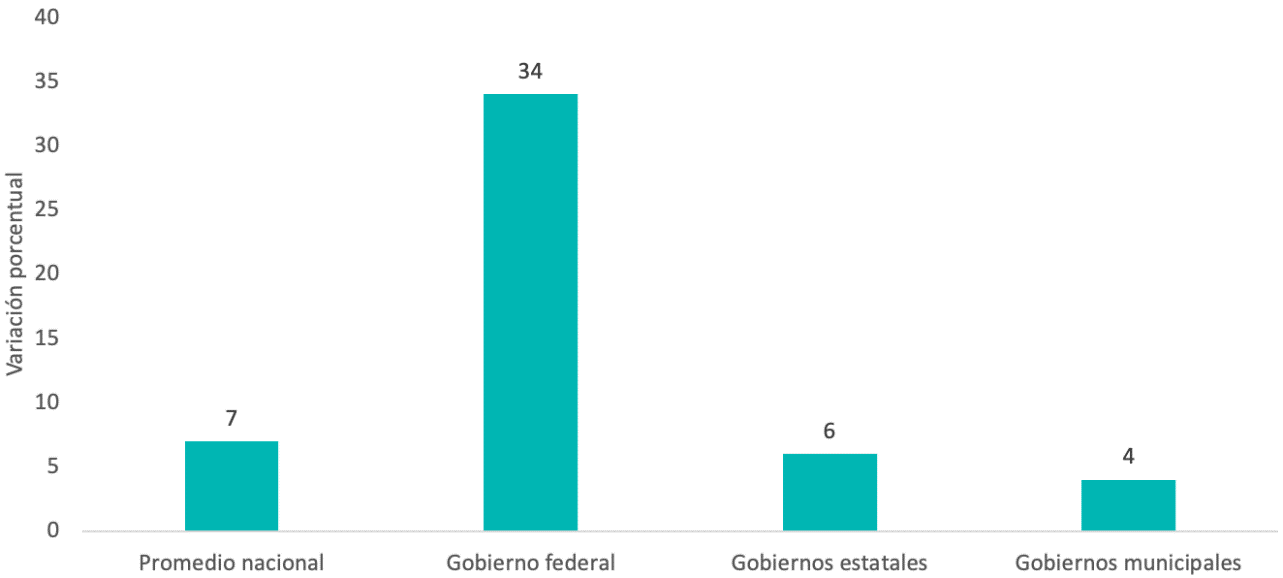 Variación porcentual
40
35
30
25
20
15
10
5
0
7
34
6
4
Promedio nacional
Gobierno federal
Gobiernos estatales
Gobiernos municipales